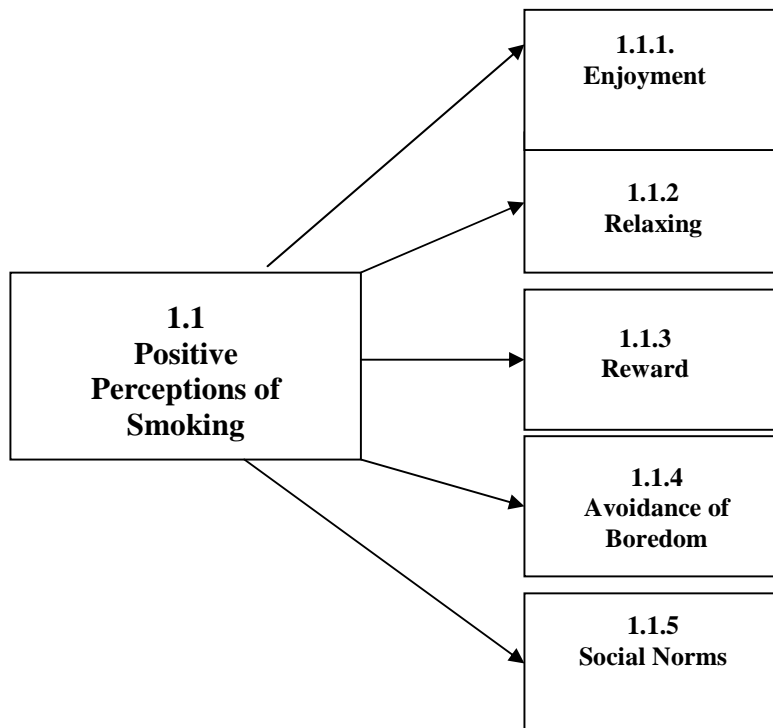 1.1.1.
Enjoyment
1.1.2
Relaxing
1.1
Positive
Perceptions of
Smoking
1.1.3
Reward
1.1.4
Avoidance of
Boredom
1.1.5
Social Norms